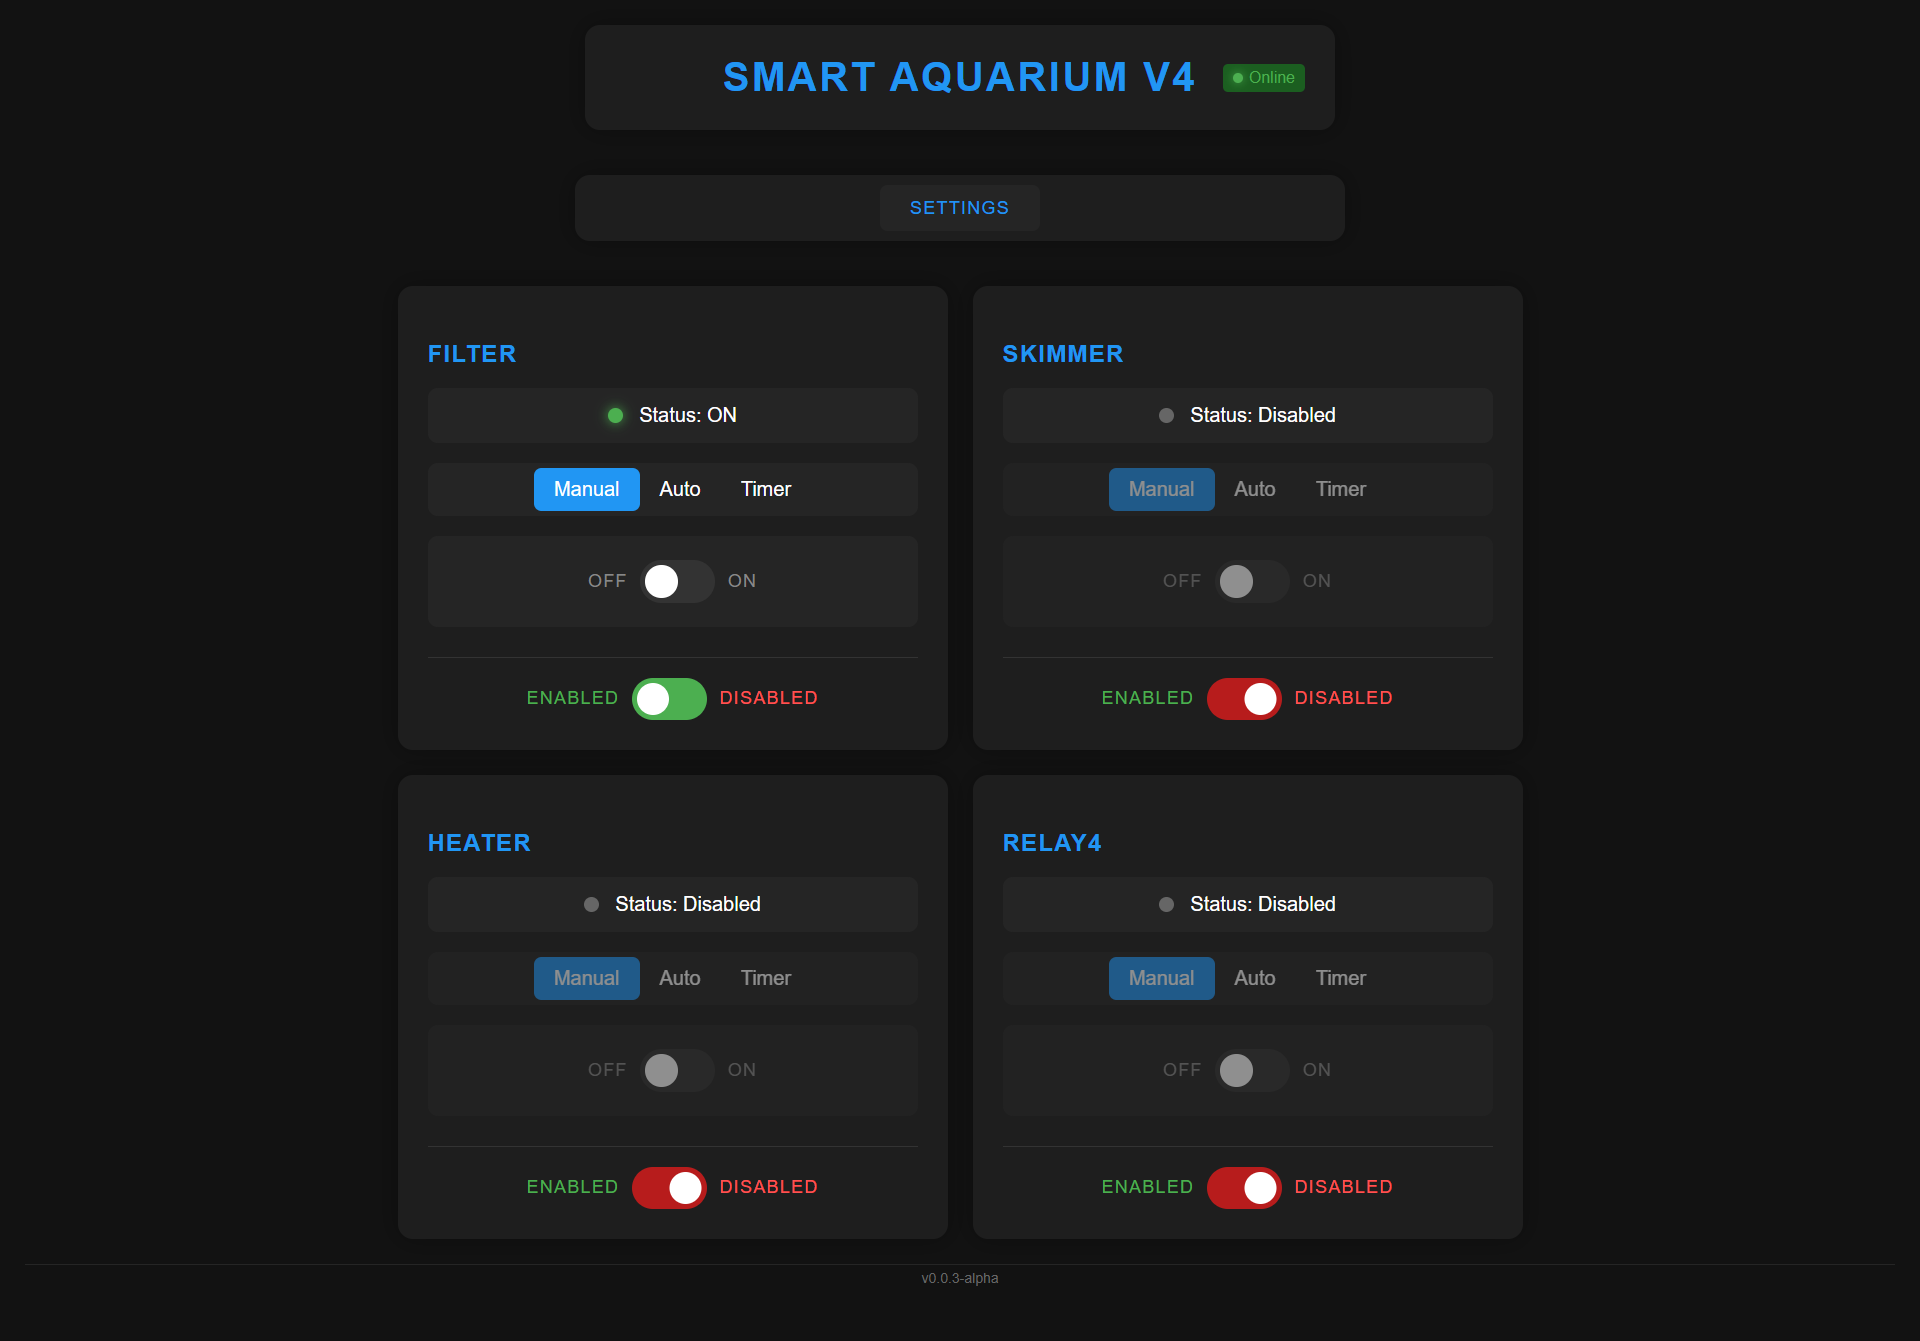 SMART AQUARIUM V4
Online
SETTINGS
FILTER
Status: ON
Manual Auto Timer
OFF ON
ENABLED DISABLED
SKIMMER
Status: Disabled
Manual Auto Timer
OFF ON
ENABLED DISABLED
HEATER
Status: Disabled
Manual Auto Timer
OFF ON
ENABLED DISABLED
RELAY4
Status: Disabled
Manual Auto Timer
OFF ON
ENABLED DISABLED
v0.0.3-alpha